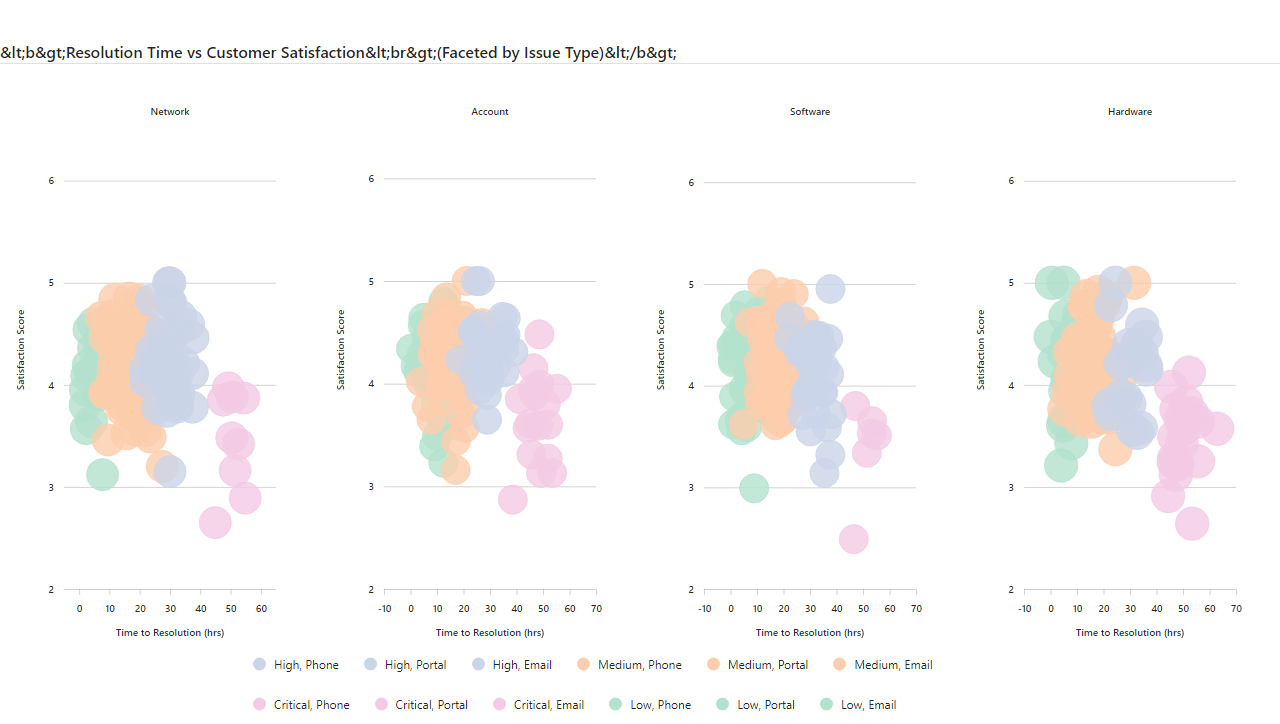 &lt;b&gt;Resolution Time vs Customer Satisfaction&lt;br&gt;(Faceted by Issue Type)&lt;/b&gt;
Network
Account
Software
Hardware
Satisfaction Score
6
5
4
3
2
0 10 20 30 40 50 60
Time to Resolution (hrs)
Satisfaction Score
6
5
4
3
2
-10 0 10 20 30 40 50 60 70
Time to Resolution (hrs)
Satisfaction Score
6
5
4
3
2
-10 0 10 20 30 40 50 60 70
Time to Resolution (hrs)
Satisfaction Score
6
5
4
3
2
-10 0 10 20 30 40 50 60 70
Time to Resolution (hrs)
High, Phone High, Portal High, Email Medium, Phone Medium, Portal Medium, Email
Critical, Phone Critical, Portal Critical, Email Low, Phone Low, Portal Low, Email